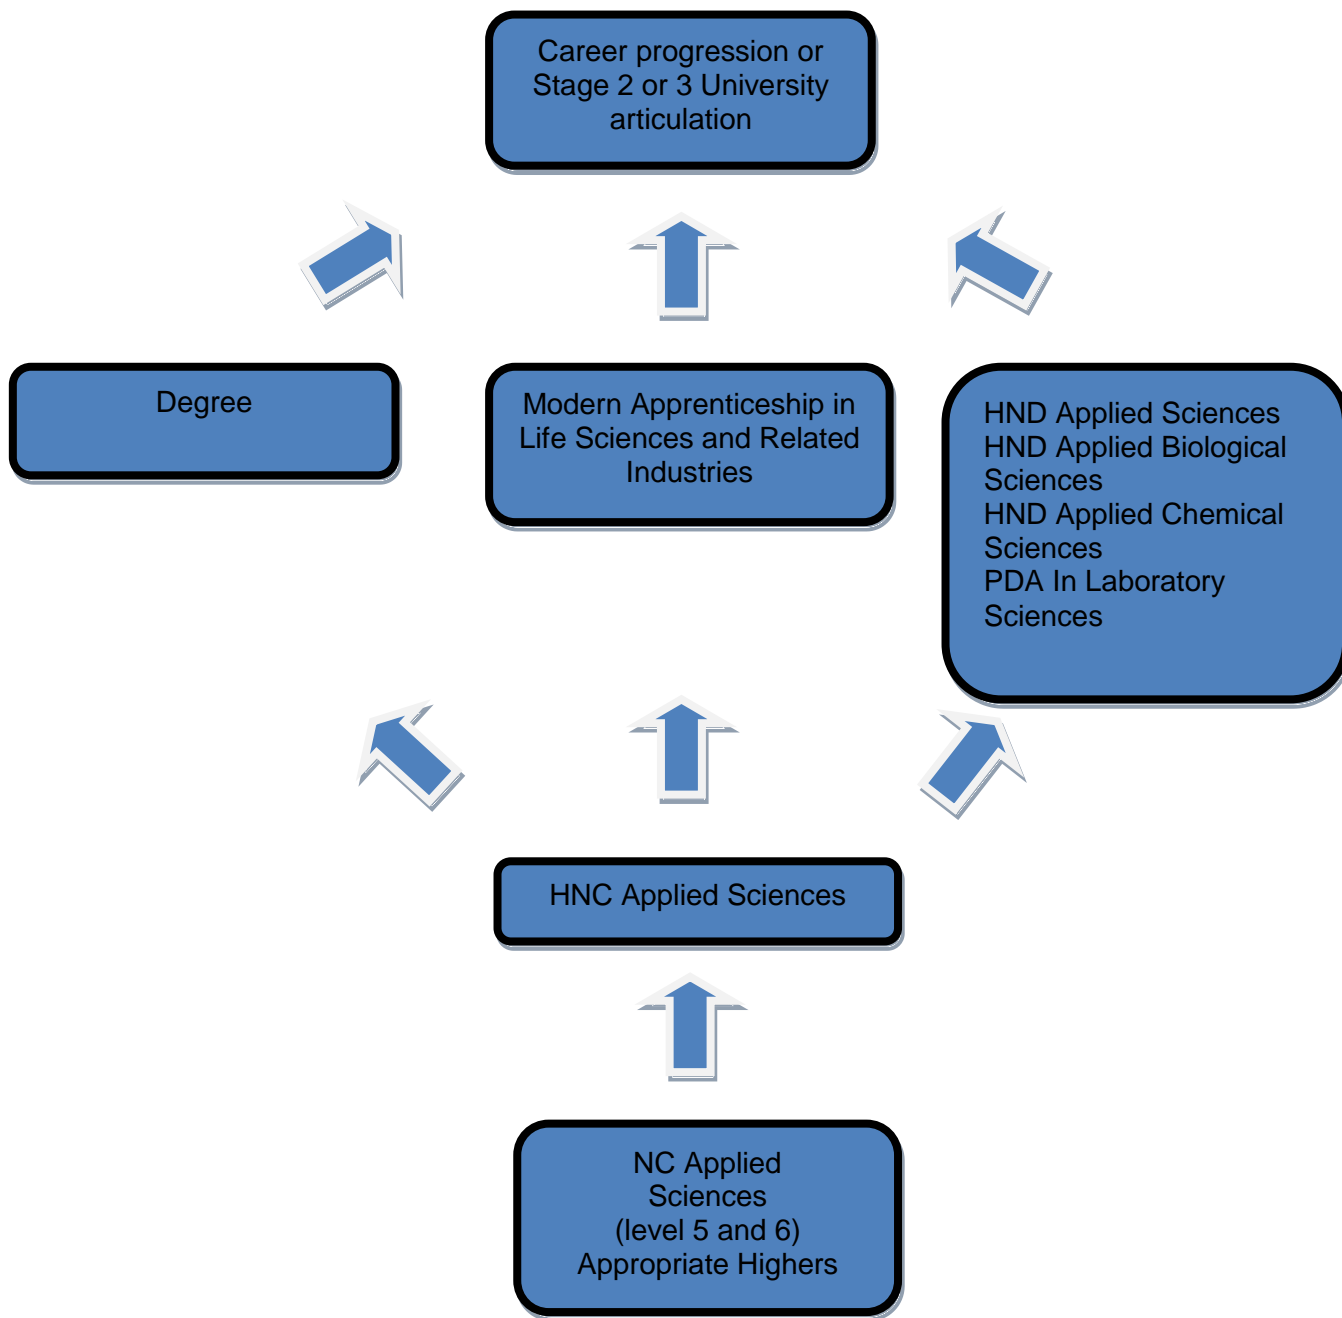 Career progression or
Stage 2 or 3 University
articulation
Degree
Modern Apprenticeship in
Life Sciences and Related
Industries
HND Applied Sciences
HND Applied Biological
Sciences
HND Applied Chemical
Sciences
PDA In Laboratory
Sciences
HNC Applied Sciences
NC Applied
Sciences
(level 5 and 6)
Appropriate Highers